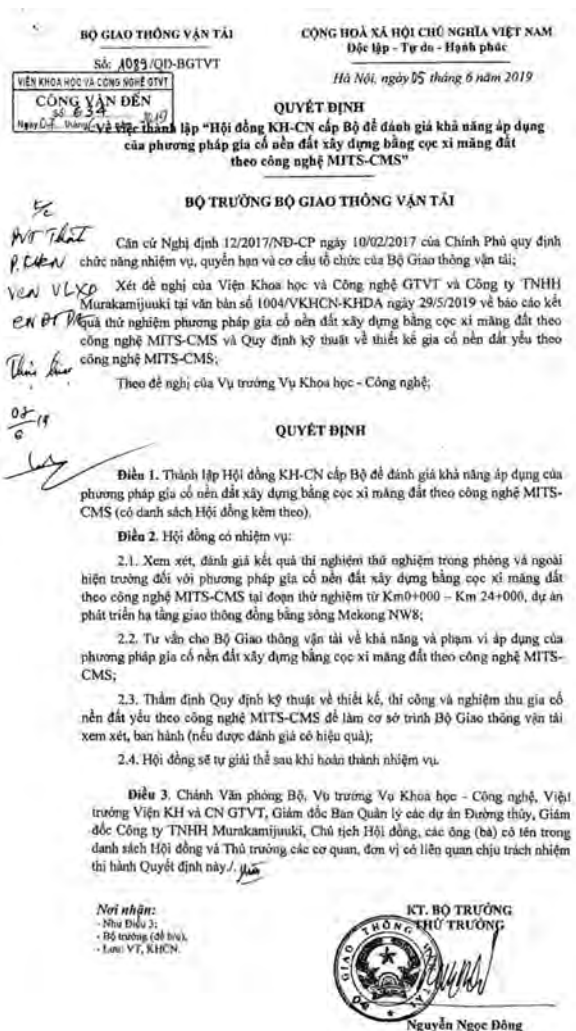 BỘ GIAO THÔNG VẬN TẢI
CỘNG HOÀ XÃ HỘI CHỦ NGHĨA VIỆT NAM
Độc lập - Tự do - Hạnh phúc
Số: 1089/QĐ-BGTVT
Hà Nội, ngày 05 tháng 6 năm 2019
VIỆN KHOA HỌC VÀ CÔNG NGHỆ GTVT
CÔNG VĂN ĐẾN
Số 634
Ngày tháng 2019
QUYẾT ĐỊNH
Về việc thành lập “Hội đồng KH-CN cấp Bộ để đánh giá khả năng áp dụng
của phương pháp gia cố nền đất xây dựng bằng cọc xi măng đất
theo công nghệ MITS-CMS”
BỘ TRƯỞNG BỘ GIAO THÔNG VẬN TẢI
Căn cứ Nghị định 12/2017/NĐ-CP ngày 10/02/2017 của Chính Phủ quy định
chức năng nhiệm vụ, quyền hạn và cơ cấu tổ chức của Bộ Giao thông vận tải;
Xét đề nghị của Viện Khoa học và Công nghệ GTVT và Công ty TNHH
Murakamijuuki tại văn bản số 1004/VKHCN-KHDA ngày 29/5/2019 về báo cáo kết
quả thử nghiệm phương pháp gia cố nền đất xây dựng bằng cọc xi măng đất theo
công nghệ MITS-CMS và Quy định kỹ thuật về thiết kế gia cố nền đất yếu theo
công nghệ MITS-CMS;
Theo đề nghị của Vụ trưởng Vụ Khoa học - Công nghệ;
QUYẾT ĐỊNH
Điều 1. Thành lập Hội đồng KH-CN cấp Bộ để đánh giá khả năng áp dụng của
phương pháp gia cố nền đất xây dựng bằng cọc xi măng đất theo công nghệ MITS-
CMS (có danh sách Hội đồng kèm theo).
Điều 2. Hội đồng có nhiệm vụ:
2.1. Xem xét, đánh giá kết quả thí nghiệm thử nghiệm trong phòng và ngoài
hiện trường đối với phương pháp gia cố nền đất xây dựng bằng cọc xi măng đất
theo công nghệ MITS-CMS tại đoạn thử nghiệm từ Km0+000 – Km 24+000, dự án
phát triển hạ tầng giao thông đồng bằng sông Mekong NW8;
2.2. Tư vấn cho Bộ Giao thông vận tải về khả năng và phạm vi áp dụng của
phương pháp gia cố nền đất xây dựng bằng cọc xi măng đất theo công nghệ MITS-
CMS;
2.3. Thẩm định Quy định kỹ thuật về thiết kế, thi công và nghiệm thu gia cố
nền đất yếu theo công nghệ MITS-CMS để làm cơ sở trình Bộ Giao thông vận tải
xem xét, ban hành (nếu được đánh giá có hiệu quả);
2.4. Hội đồng sẽ tự giải thể sau khi hoàn thành nhiệm vụ.
Điều 3. Chánh Văn phòng Bộ, Vụ trưởng Vụ Khoa học - Công nghệ, Viện
trưởng Viện KH và CN GTVT, Giám đốc Ban Quản lý các dự án Đường thủy, Giám
đốc Công ty TNHH Murakamijuuki, Chủ tịch Hội đồng, các ông (bà) có tên trong
danh sách Hội đồng và Thủ trưởng các cơ quan, đơn vị có liên quan chịu trách nhiệm
thi hành Quyết định này./.
Nơi nhận:
- Như Điều 3;
- Bộ trưởng (để b/c),
- Lưu: VT, KHCN.
KT. BỘ TRƯỞNG
THỨ TRƯỞNG
Nguyễn Ngọc Đông